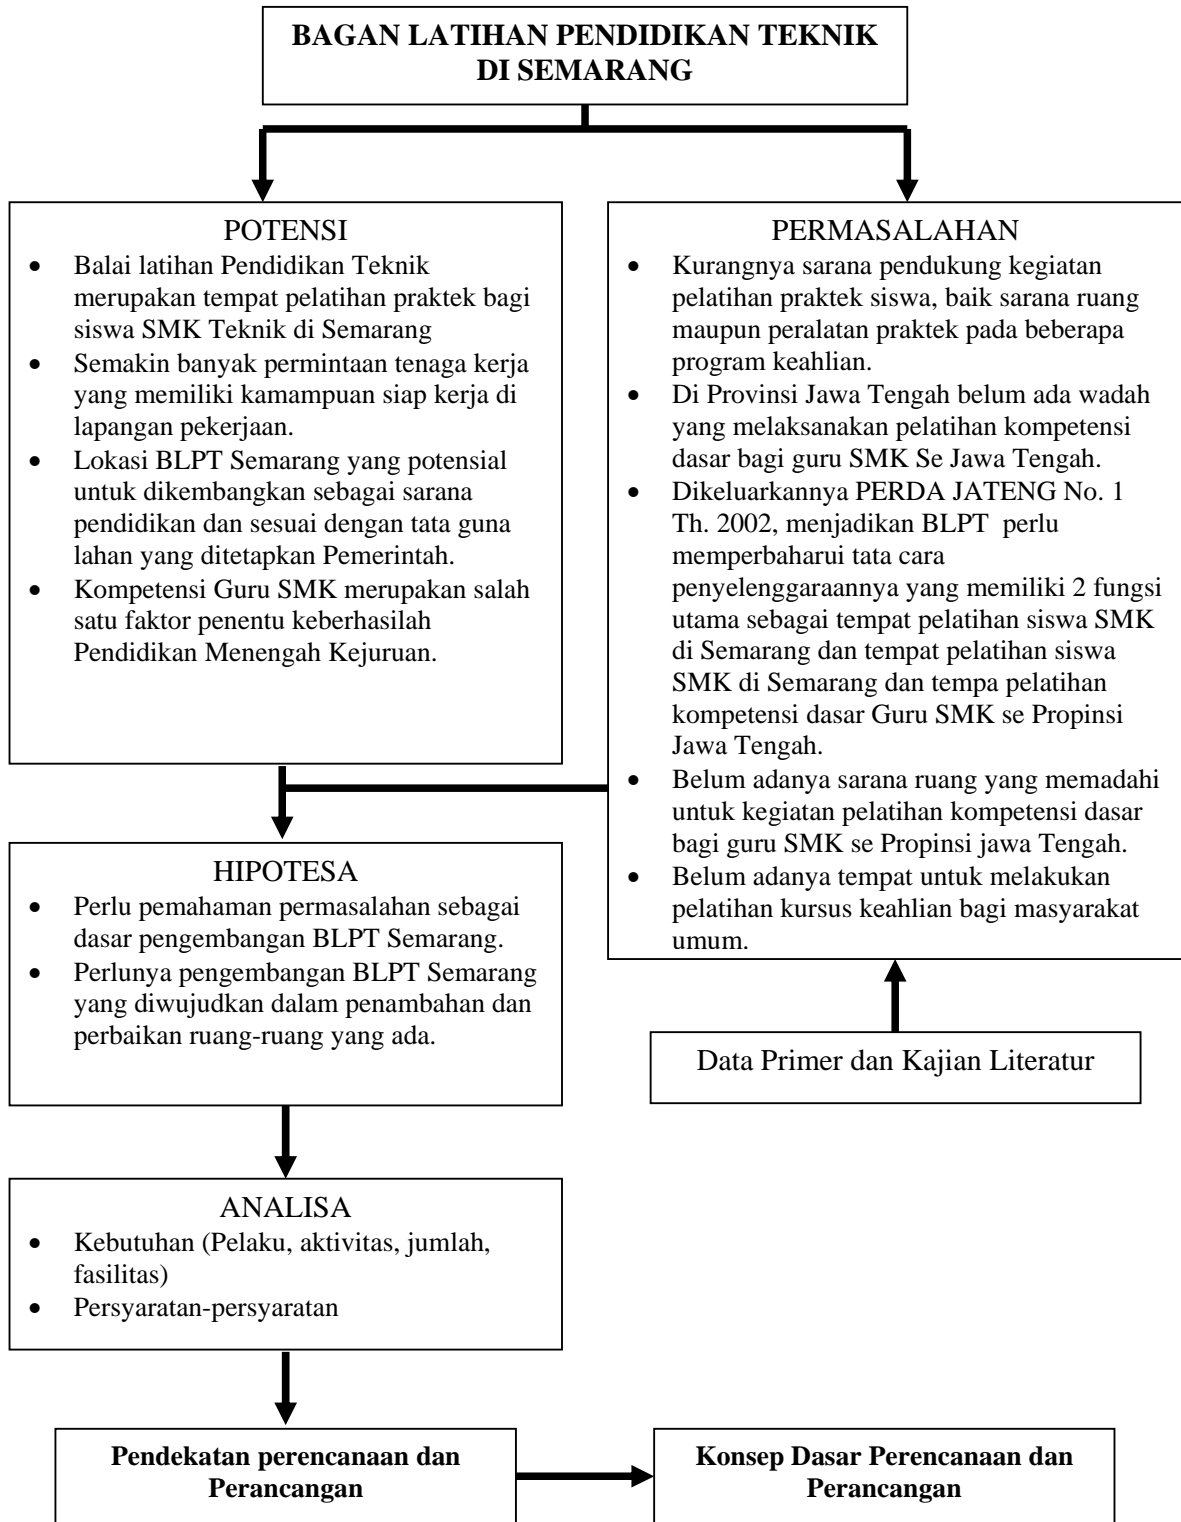 BAGAN LATIHAN PENDIDIKAN TEKNIK
DI SEMARANG
POTENSI
• Balai latihan Pendidikan Teknik
merupakan tempat pelatihan praktek bagi
siswa SMK Teknik di Semarang
• Semakin banyak permintaan tenaga kerja
yang memiliki kamampuan siap kerja di
lapangan pekerjaan.
• Lokasi BLPT Semarang yang potensial
untuk dikembangkan sebagai sarana
pendidikan dan sesuai dengan tata guna
lahan yang ditetapkan Pemerintah.
• Kompetensi Guru SMK merupakan salah
satu faktor penentu keberhasilah
Pendidikan Menengah Kejuruan.
PERMASALAHAN
• Kurangnya sarana pendukung kegiatan
pelatihan praktek siswa, baik sarana ruang
maupun peralatan praktek pada beberapa
program keahlian.
• Di Provinsi Jawa Tengah belum ada wadah
yang melaksanakan pelatihan kompetensi
dasar bagi guru SMK Se Jawa Tengah.
• Dikeluarkannya PERDA JATENG No. 1
Th. 2002, menjadikan BLPT perlu
memperbaharui tata cara
penyelenggaraannya yang memiliki 2 fungsi
utama sebagai tempat pelatihan siswa SMK
di Semarang dan tempat pelatihan siswa
SMK di Semarang dan tempa pelatihan
kompetensi dasar Guru SMK se Propinsi
Jawa Tengah.
• Belum adanya sarana ruang yang memadahi
untuk kegiatan pelatihan kompetensi dasar
bagi guru SMK se Propinsi jawa Tengah.
• Belum adanya tempat untuk melakukan
pelatihan kursus keahlian bagi masyarakat
umum.
HIPOTESA
• Perlu pemahaman permasalahan sebagai
dasar pengembangan BLPT Semarang.
• Perlunya pengembangan BLPT Semarang
yang diwujudkan dalam penambahan dan
perbaikan ruang-ruang yang ada.
Data Primer dan Kajian Literatur
ANALISA
• Kebutuhan (Pelaku, aktivitas, jumlah,
fasilitas)
• Persyaratan-persyaratan
Pendekatan perencanaan dan
Perancangan
Konsep Dasar Perencanaan dan
Perancangan